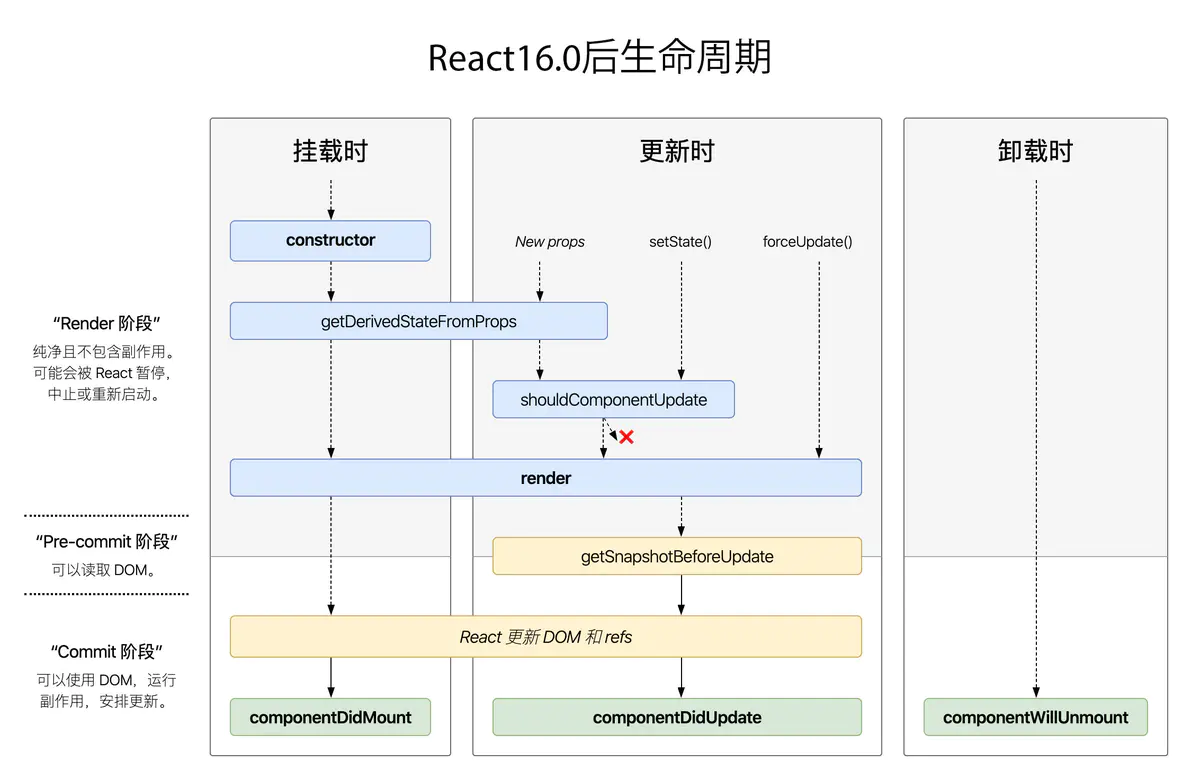 React16.0后生命周期
挂载时
更新时
卸载时
constructor
New props
setState()
forceUpdate()
“Render 阶段”
纯净且不包含副作用。
可能会被 React 暂停，
中止或重新启动。
getDerivedStateFromProps
shouldComponentUpdate
render
“Pre-commit 阶段”
可以读取 DOM。
getSnapshotBeforeUpdate
“Commit 阶段”
可以使用 DOM，运行
副作用，安排更新。
React 更新 DOM 和 refs
componentDidMount
componentDidUpdate
componentWillUnmount